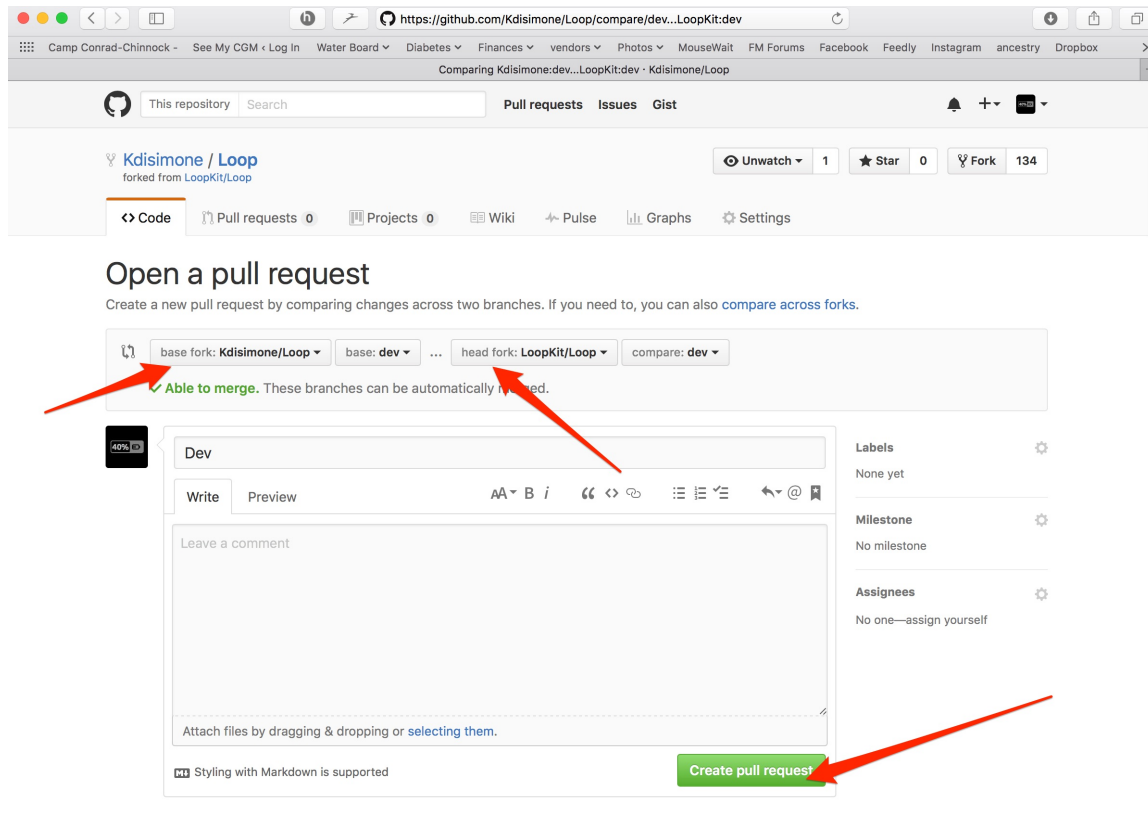 https://github.com/Kdisimone/Loop/compare/dev...LoopKit:dev
Camp Conrad-Chinnock - See My CGM ‹ Log In Water Board Diabetes Finances vendors Photos MouseWait FM Forums Facebook Feedly Instagram ancestry Dropbox
Comparing Kdisimone:dev...LoopKit:dev · Kdisimone/Loop
This repository Search Pull requests Issues Gist
Kdisimone / Loop Unwatch 1 Star 0 Fork 134
forked from LoopKit/Loop
<> Code Pull requests 0 Projects 0 Wiki Pulse Graphs Settings
Open a pull request
Create a new pull request by comparing changes across two branches. If you need to, you can also compare across forks.
base fork: Kdisimone/Loop base: dev ... head fork: LoopKit/Loop compare: dev
Able to merge. These branches can be automatically
40% Dev Labels
None yet
Write Preview AA B i @
Milestone
Leave a comment
No milestone
Assignees
No one—assign yourself
Attach files by dragging & dropping or selecting them.
Styling with Markdown is supported Create pull request